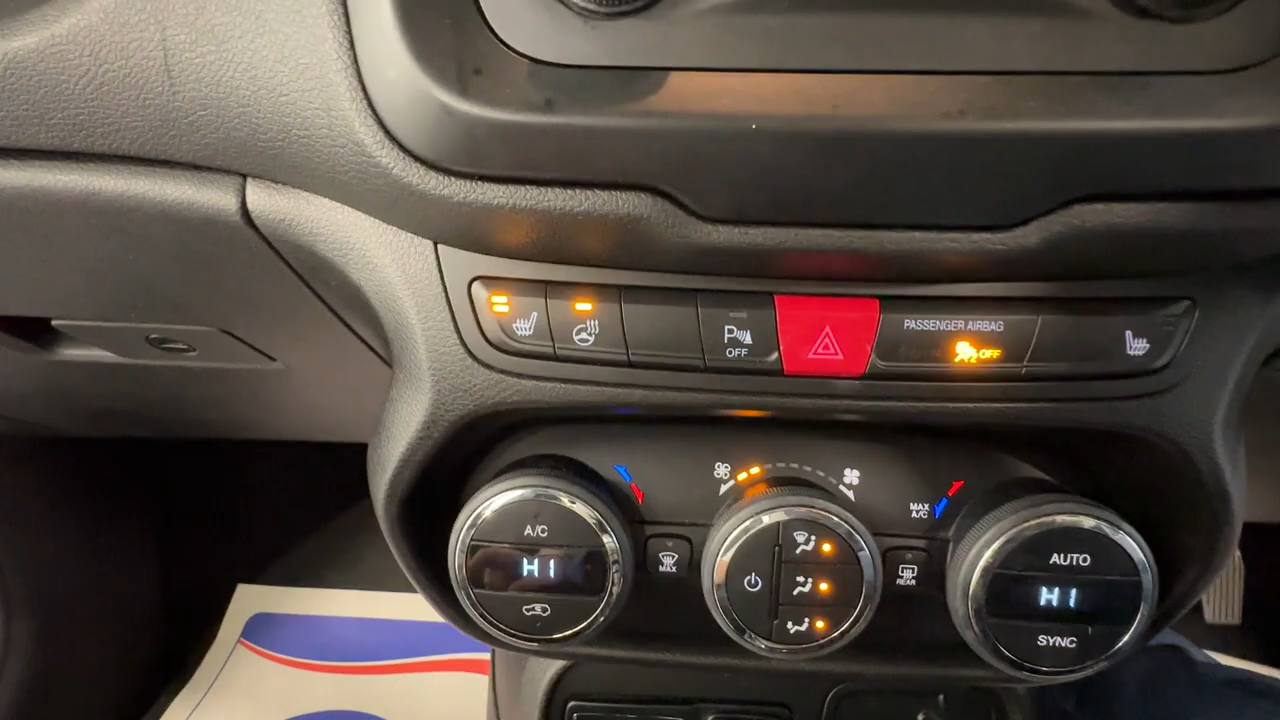 P
OFF
PASSENGER AIRBAG
OFF
MAX
A/C
A/C
HI
MAX
REAR
AUTO
HI
SYNC